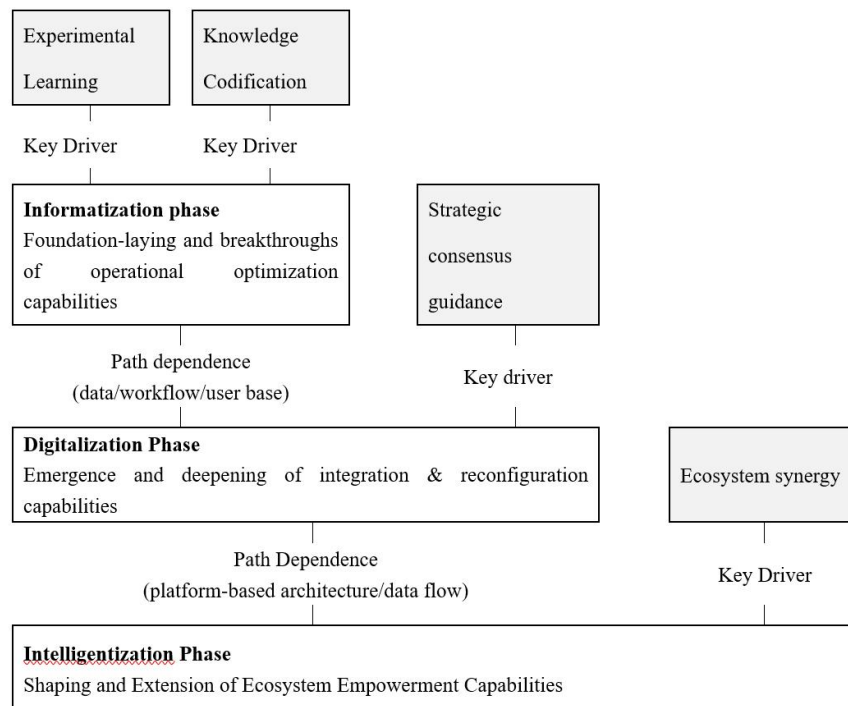 Experimental
Learning
Knowledge
Codification
Key Driver
Key Driver
Informatization phase
Foundation-laying and breakthroughs
of operational optimization
capabilities
Strategic
consensus
guidance
Path dependence
(data/workflow/user base)
Key driver
Digitalization Phase
Emergence and deepening of integration & reconfiguration
capabilities
Ecosystem synergy
Path Dependence
(platform-based architecture/data flow)
Key Driver
Intelligentization Phase
Shaping and Extension of Ecosystem Empowerment Capabilities